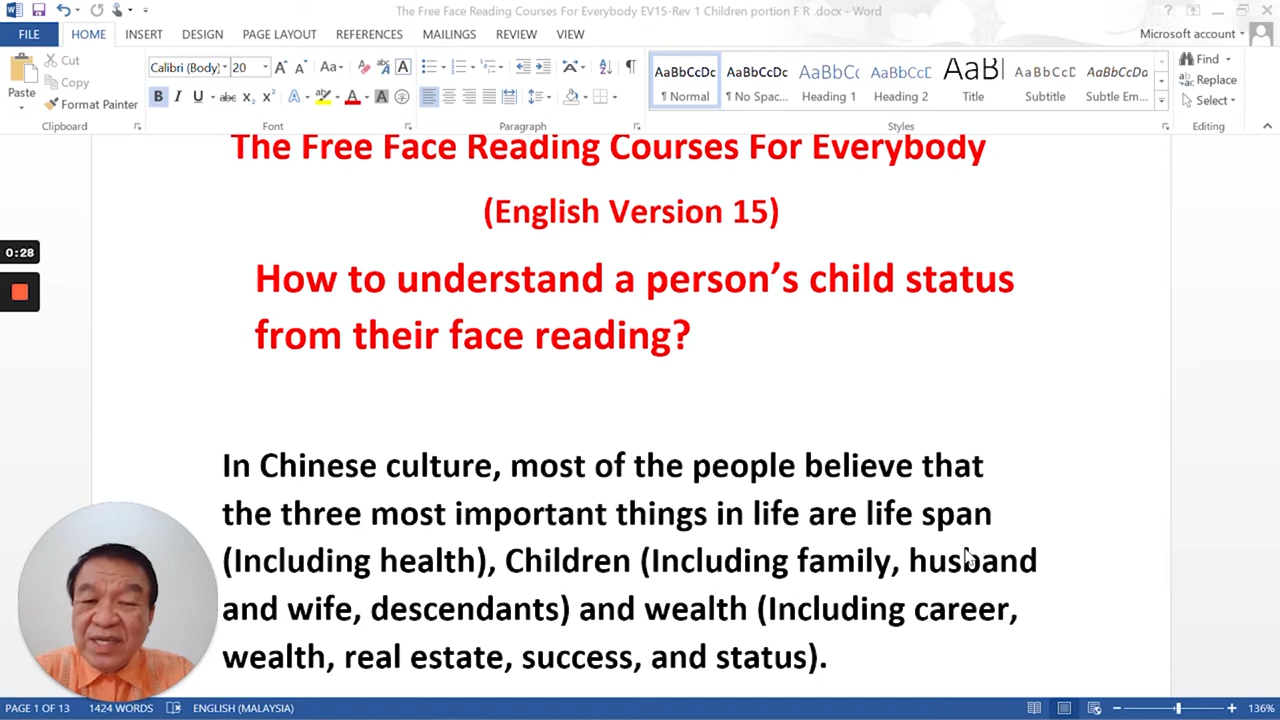 The Free Face Reading Courses For Everybody EV15-Rev 1 Children portion F R .docx - Word
FILE HOME INSERT DESIGN PAGE LAYOUT REFERENCES MAILINGS REVIEW VIEW Microsoft account
Cut
Copy
Paste
Format Painter
Calibri (Body) 20
AaBbCcDc AaBbCcDc AaBbCc AaBbCcC AaB AaBbCcD AaBbCcDa
¶ Normal ¶ No Spac... Heading 1 Heading 2 Title Subtitle Subtle Em...
Find
Replace
Select
Clipboard Font Paragraph Styles Editing
The Free Face Reading Courses For Everybody
(English Version 15)
0:28
How to understand a person’s child status
from their face reading?
In Chinese culture, most of the people believe that
the three most important things in life are life span
(Including health), Children (Including family, husband
and wife, descendants) and wealth (Including career,
wealth, real estate, success, and status).
PAGE 1 OF 13 1424 WORDS ENGLISH (MALAYSIA) 136%